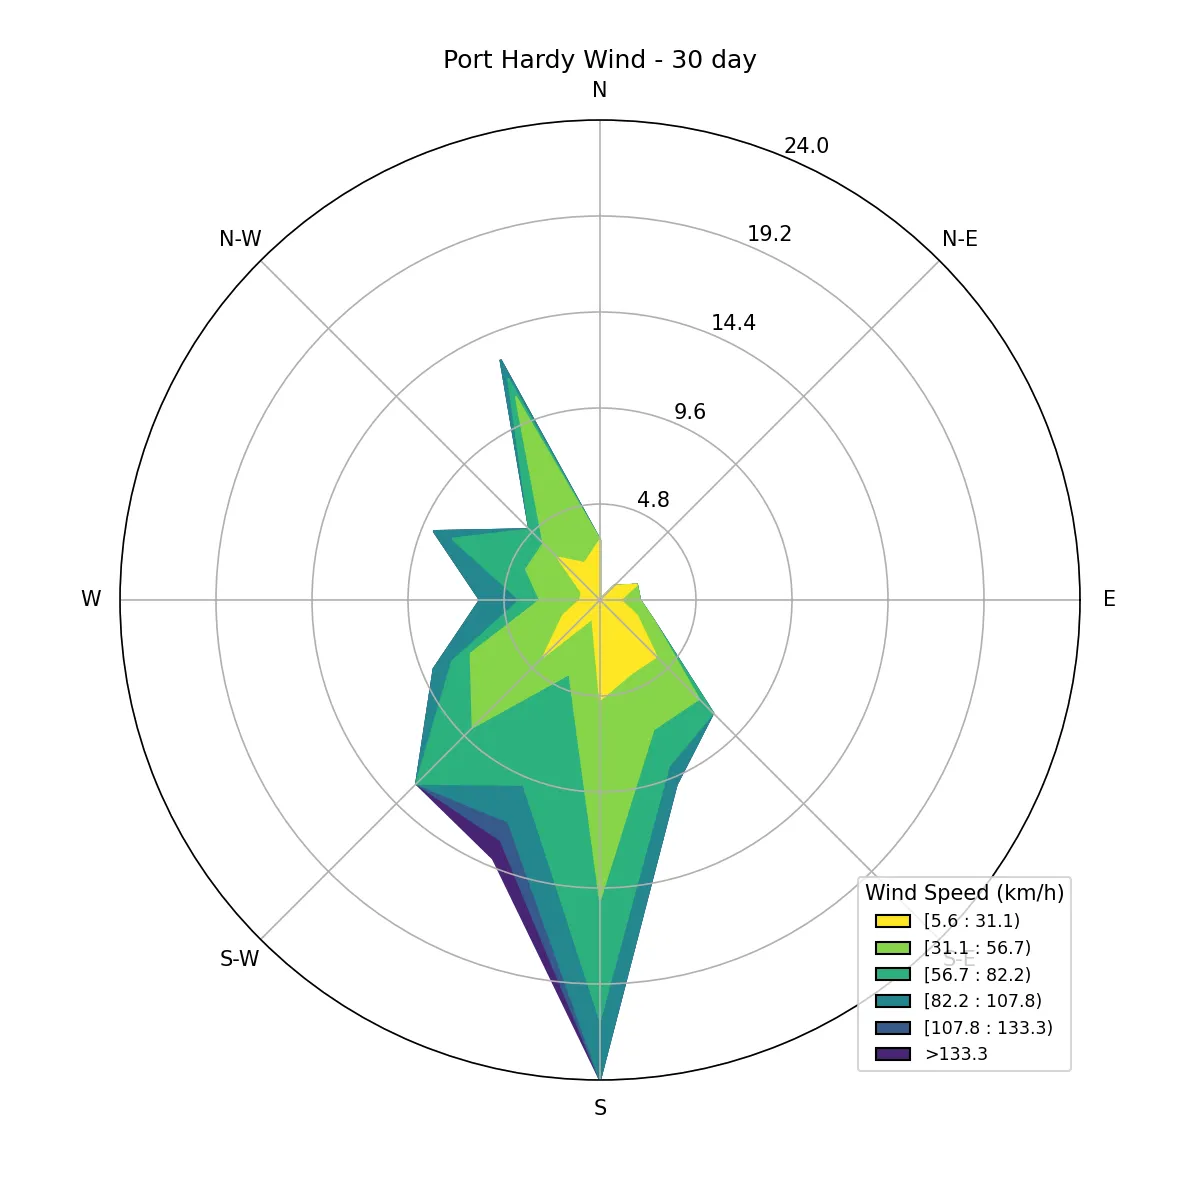 Port Hardy Wind - 30 day
N
24.0
N-W
19.2
N-E
14.4
9.6
4.8
W
E
Wind Speed (km/h)
[5.6 : 31.1)
[31.1 : 56.7)
S-W
S-E
[56.7 : 82.2)
[82.2 : 107.8)
[107.8 : 133.3)
>133.3
S